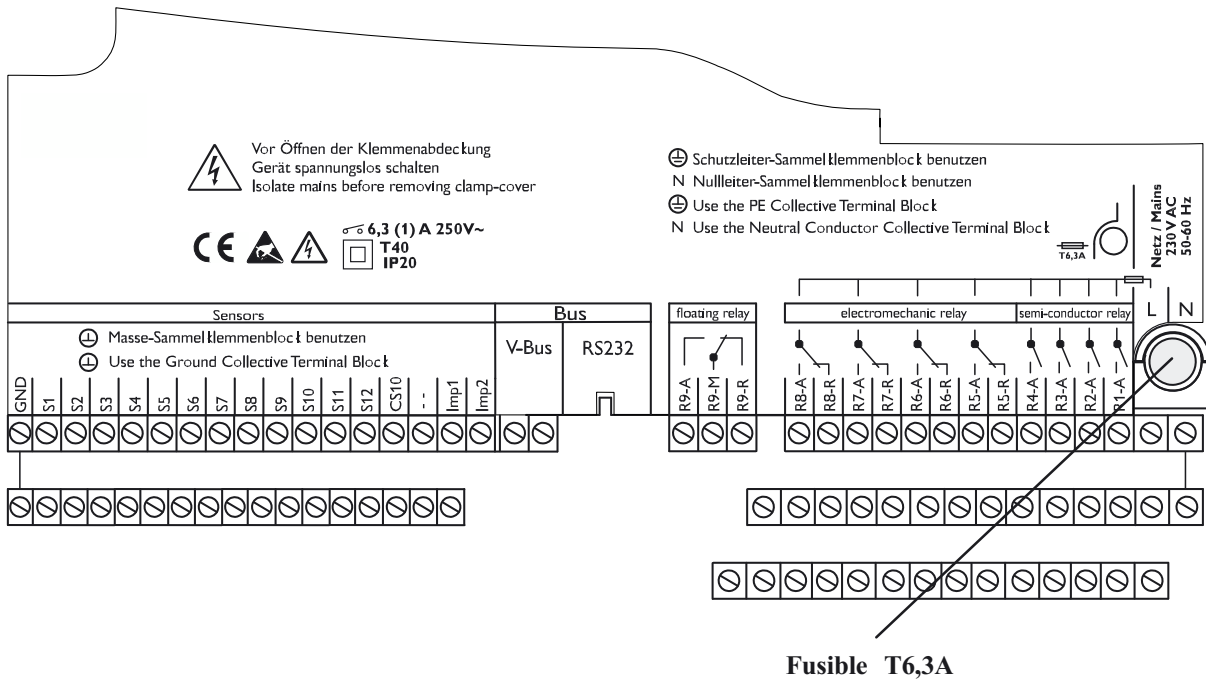 Vor Öffnen der Klemmenabdeckung
Gerät spannungslos schalten
Isolate mains before removing clamp-cover
CE
6,3 (1) A 250V~
T40
IP20
Schutzleiter-Sammelklemmenblock benutzen
N Nullleiter-Sammelklemmenblock benutzen
Use the PE Collective Terminal Block
N Use the Neutral Conductor Collective Terminal Block
T6,3A
Netz / Mains
230 V AC
50-60 Hz
Sensors
Masse-Sammelklemmenblock benutzen
Use the Ground Collective Terminal Block
Bus
V-Bus
RS232
floating relay
electromechanic relay
semi-conductor relay
L
N
GND
S1
S2
S3
S4
S5
S6
S7
S8
S9
S10
S11
S12
CS10
- -
Imp1
Imp2
R9-A
R9-M
R9-R
R8-A
R8-R
R7-A
R7-R
R6-A
R6-R
R5-A
R5-R
R4-A
R3-A
R2-A
R1-A
Fusible T6,3A